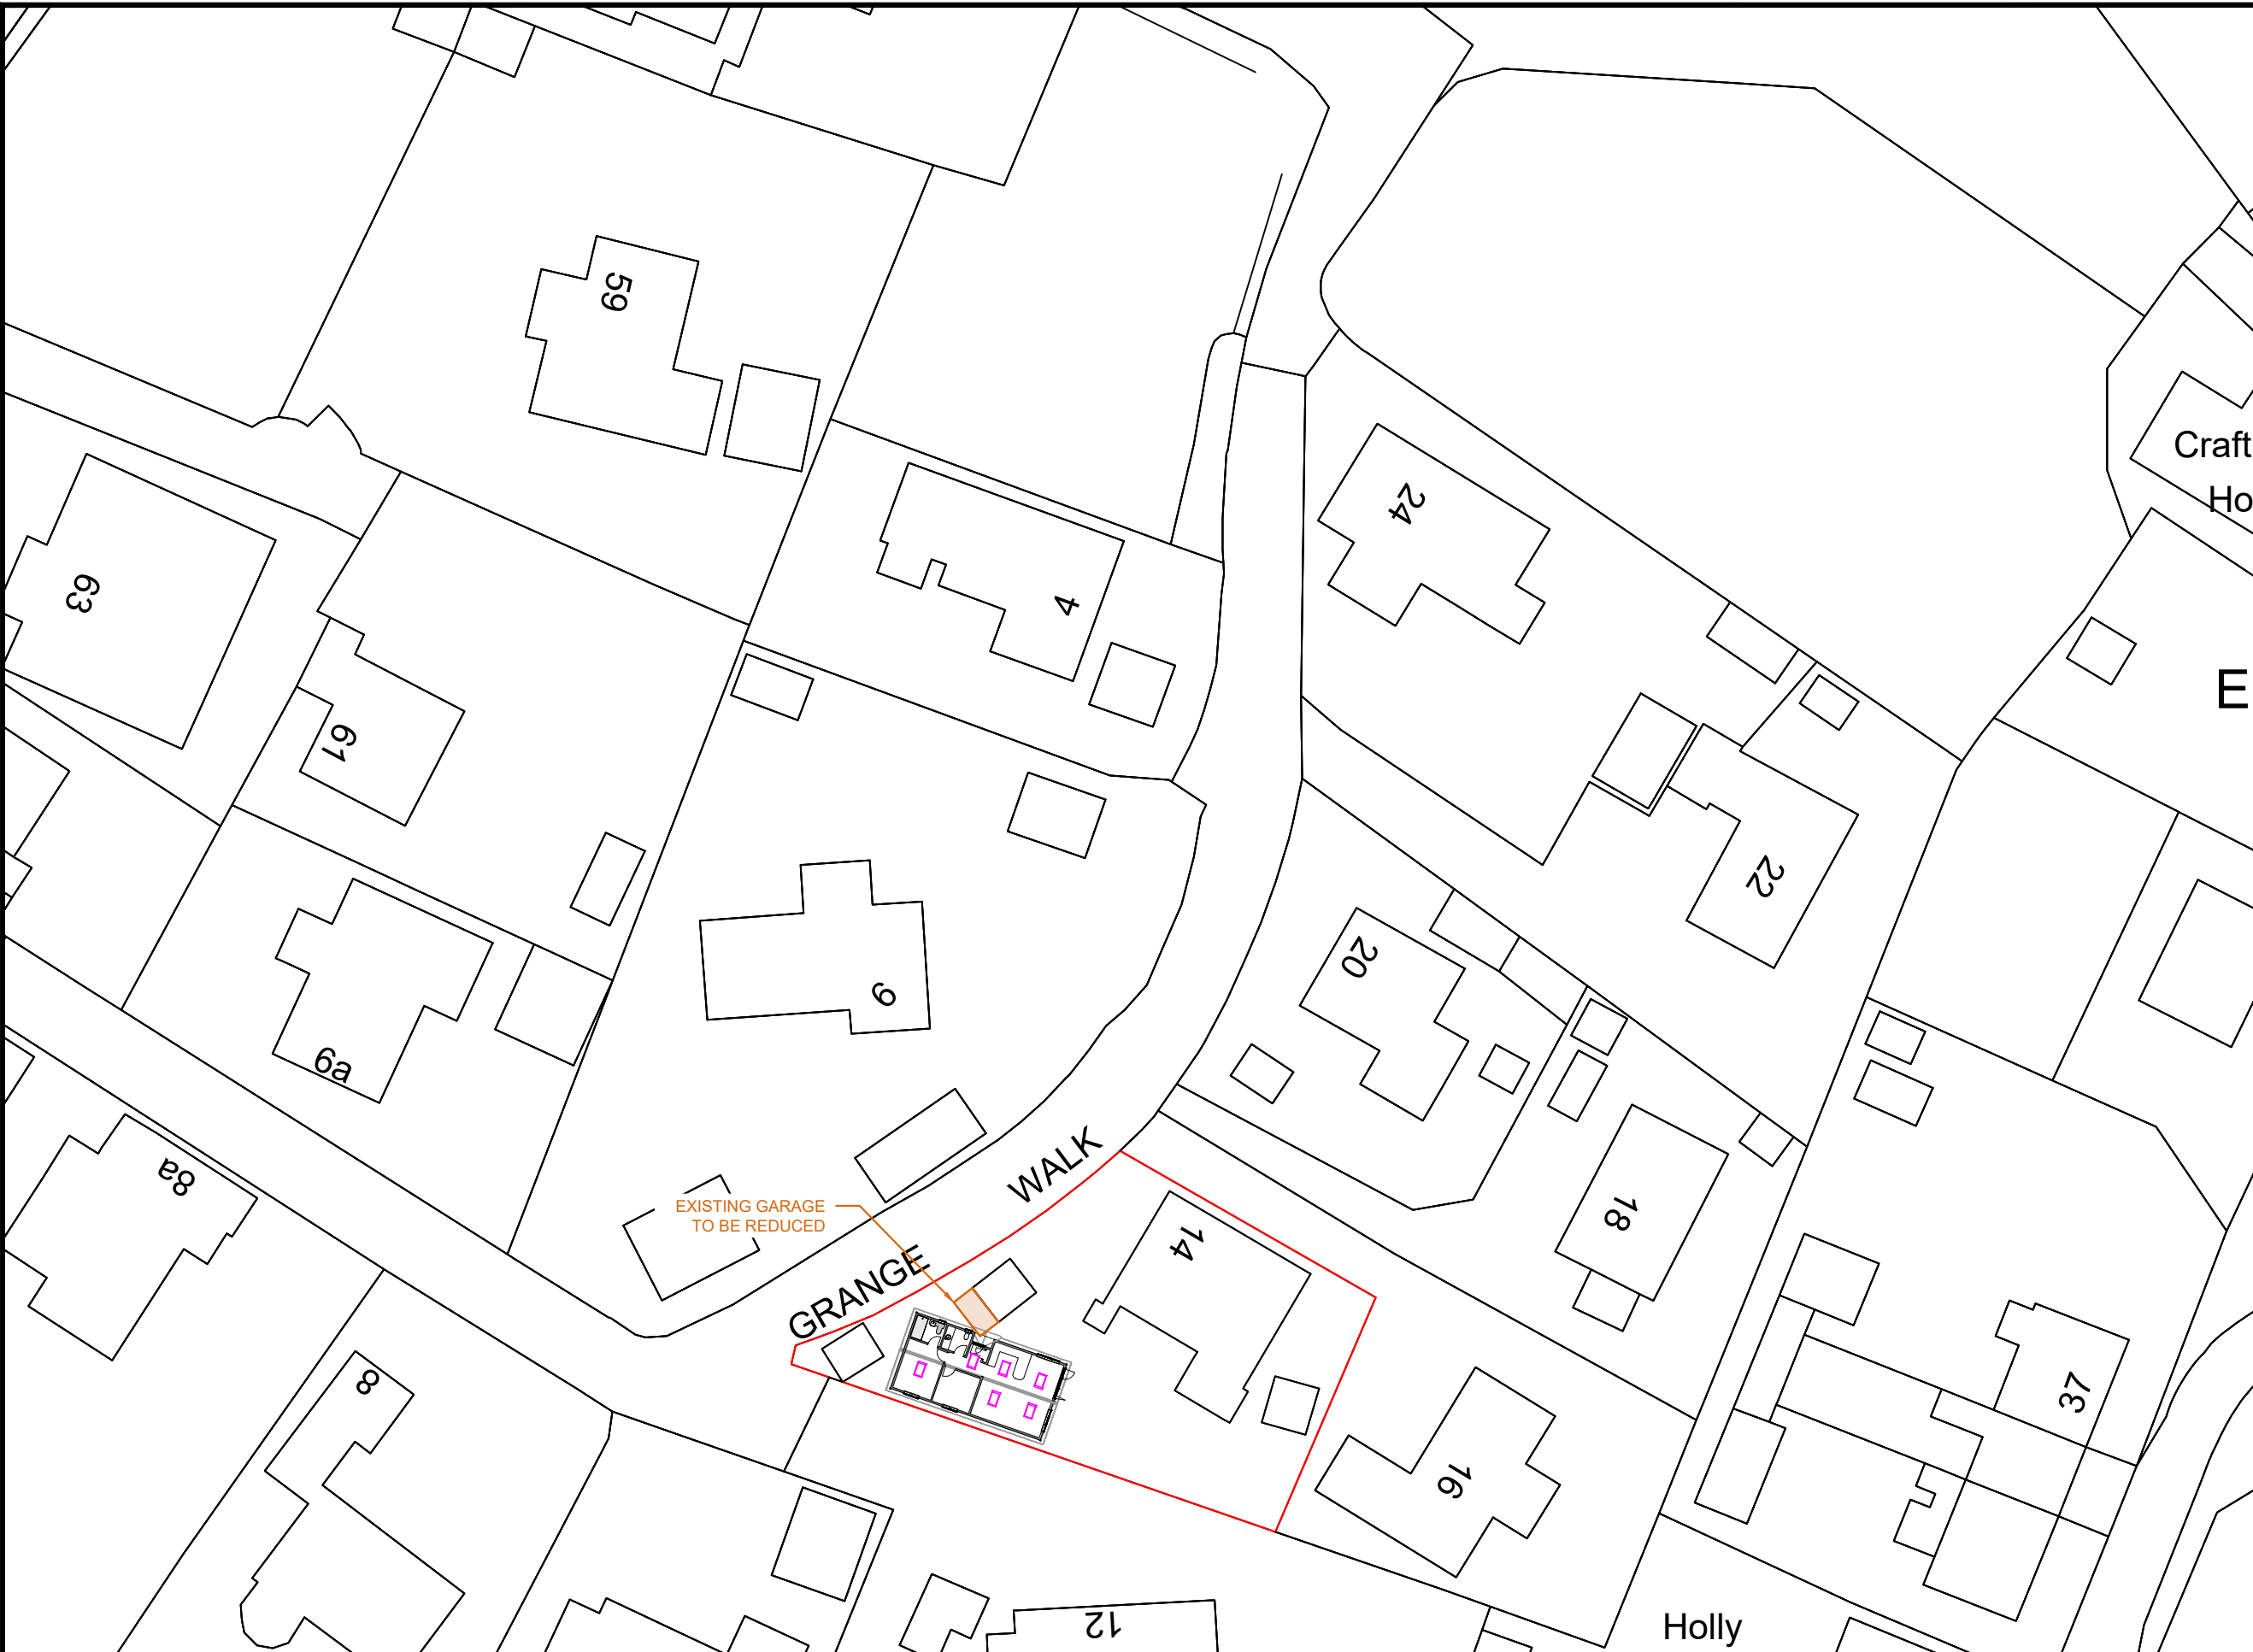 59
Craft
24
Ho
63
4
E
61
22
20
6
6a
WALK
8a
EXISTING GARAGE
TO BE REDUCED
18
14
GRANGE
8
37
16
12
Holly